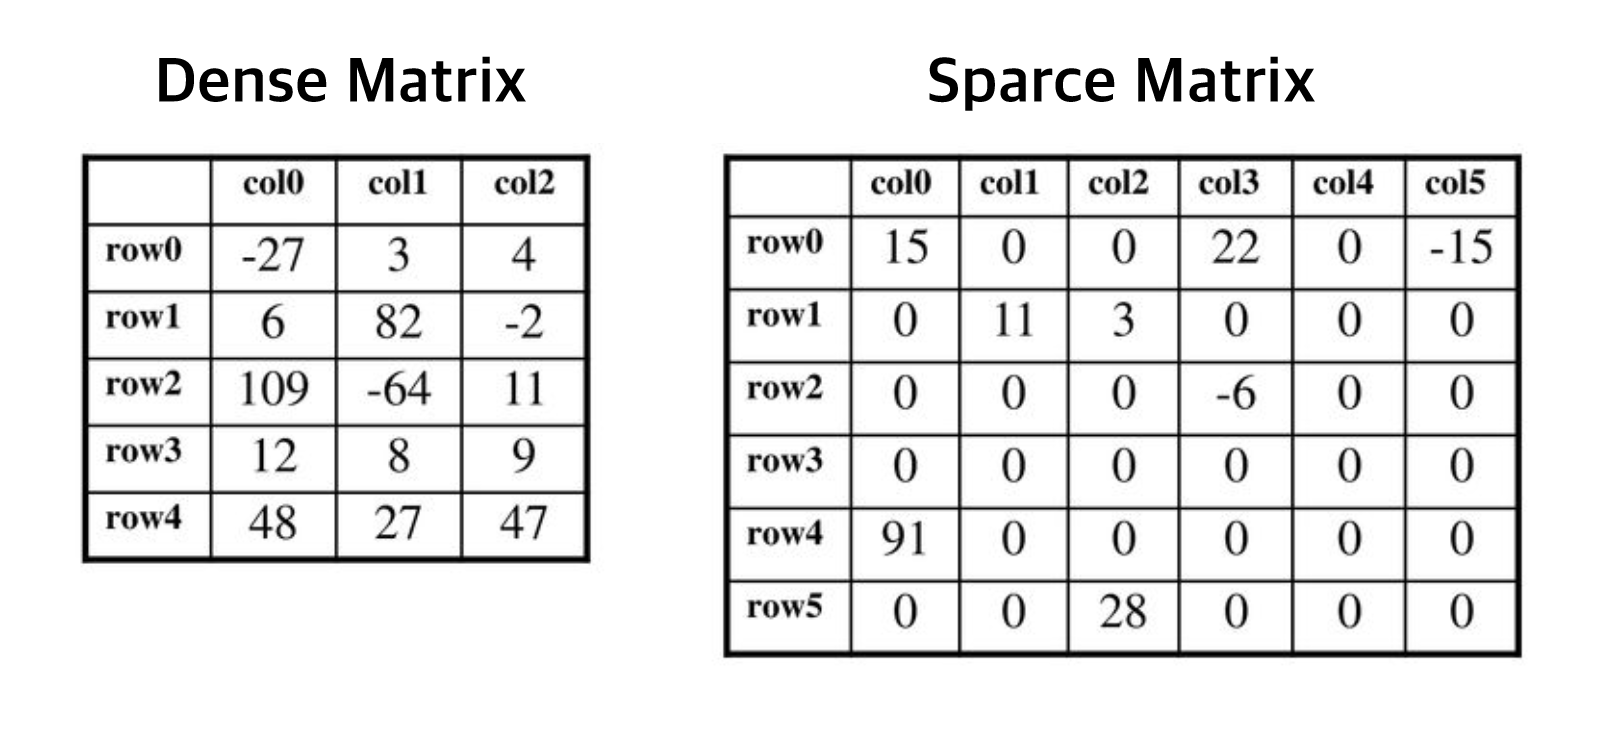 Dense Matrix
col0 col1 col2
row0 -27 3 4
row1 6 82 -2
row2 109 -64 11
row3 12 8 9
row4 48 27 47
Sparce Matrix
col0 col1 col2 col3 col4 col5
row0 15 0 0 22 0 -15
row1 0 11 3 0 0 0
row2 0 0 0 -6 0 0
row3 0 0 0 0 0 0
row4 91 0 0 0 0 0
row5 0 0 28 0 0 0